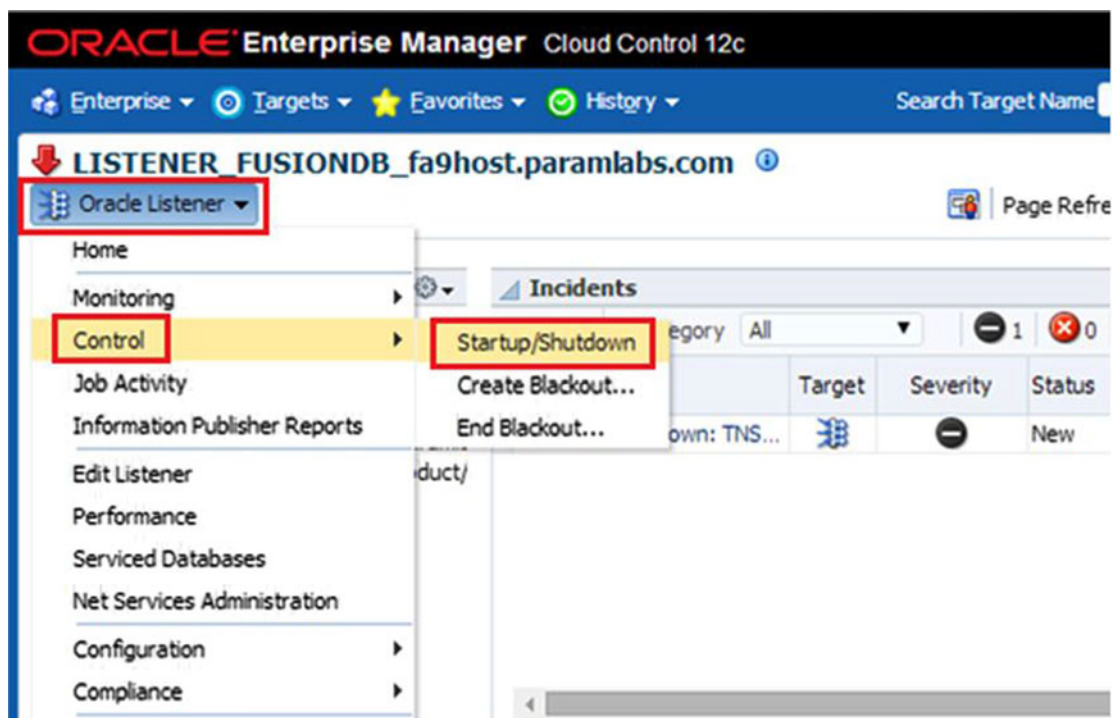 ORACLE Enterprise Manager Cloud Control 12c
Enterprise Targets Favorites History Search Target Name
LISTENER_FUSIONDB_fa9host.paramlabs.com
Oracle Listener Page Refre
Home
Incidents
Monitoring
Control
Startup/Shutdown
egory All 1 0
Job Activity
Create Blackout...
Target Severity Status
Information Publisher Reports
End Blackout...
own: TNS... New
Edit Listener
duct/
Performance
Serviced Databases
Net Services Administration
Configuration
Compliance